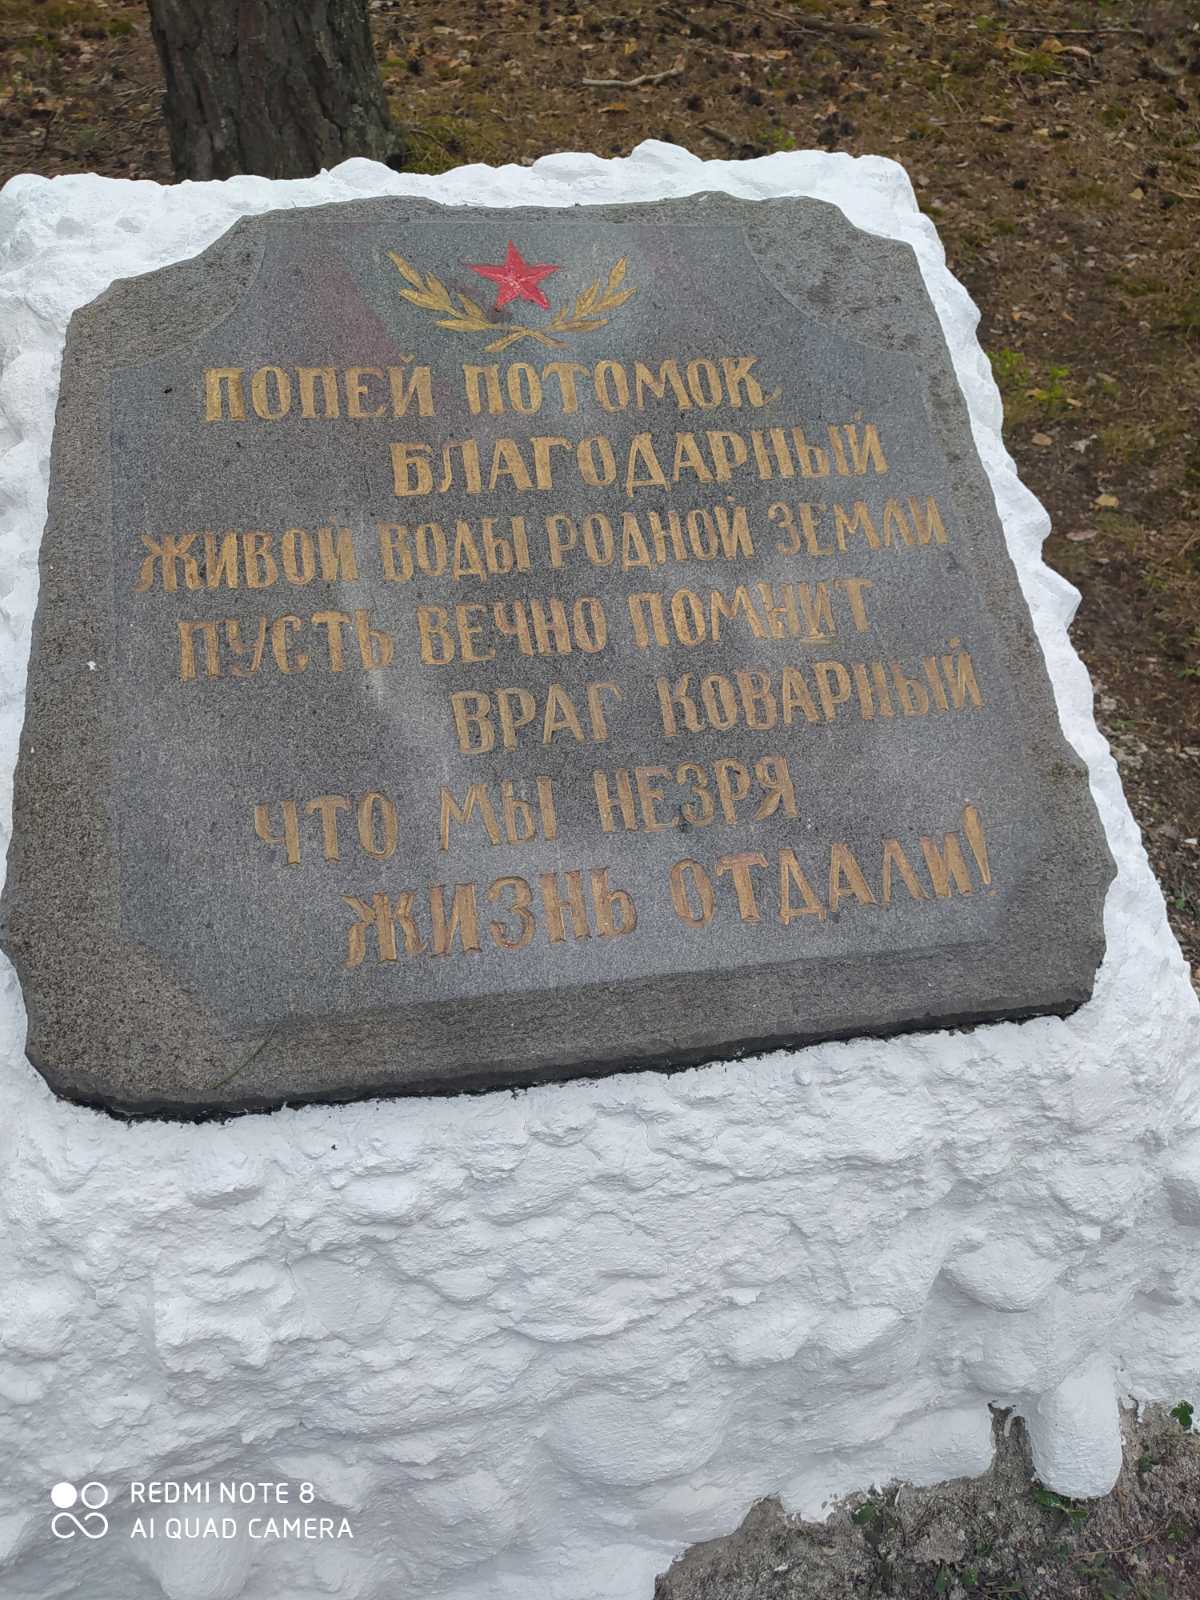 ПОПЕЙ ПОТОМОК,
БЛАГОДАРНЫЙ
ЖИВОЙ ВОДЫ РОДНОЙ ЗЕМЛИ
ПУСТЬ ВЕЧНО ПОМНИТ
ВРАГ КОВАРНЫЙ
ЧТО МЫ НЕЗРЯ
ЖИЗНЬ ОТДАЛИ!
REDMI NOTE 8
AI QUAD CAMERA